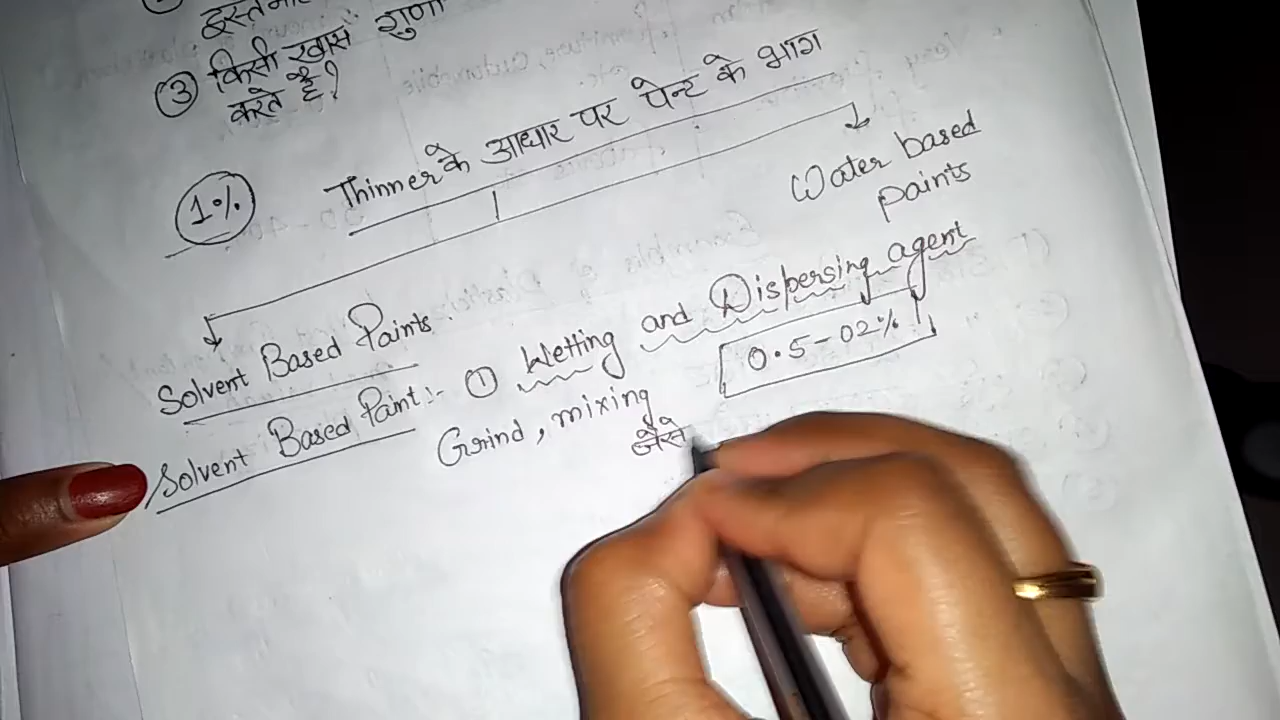 इस्तेमाल
③ किसी खास गुणों
करते है?
1% Thinner के आधार पर पेन्ट के भाग
Water based
paints
Solvent Based Paints.
Solvent Based Paint:- ① Wetting and Dispersing agent
0.5-02%
Grind, mixing
जैसे